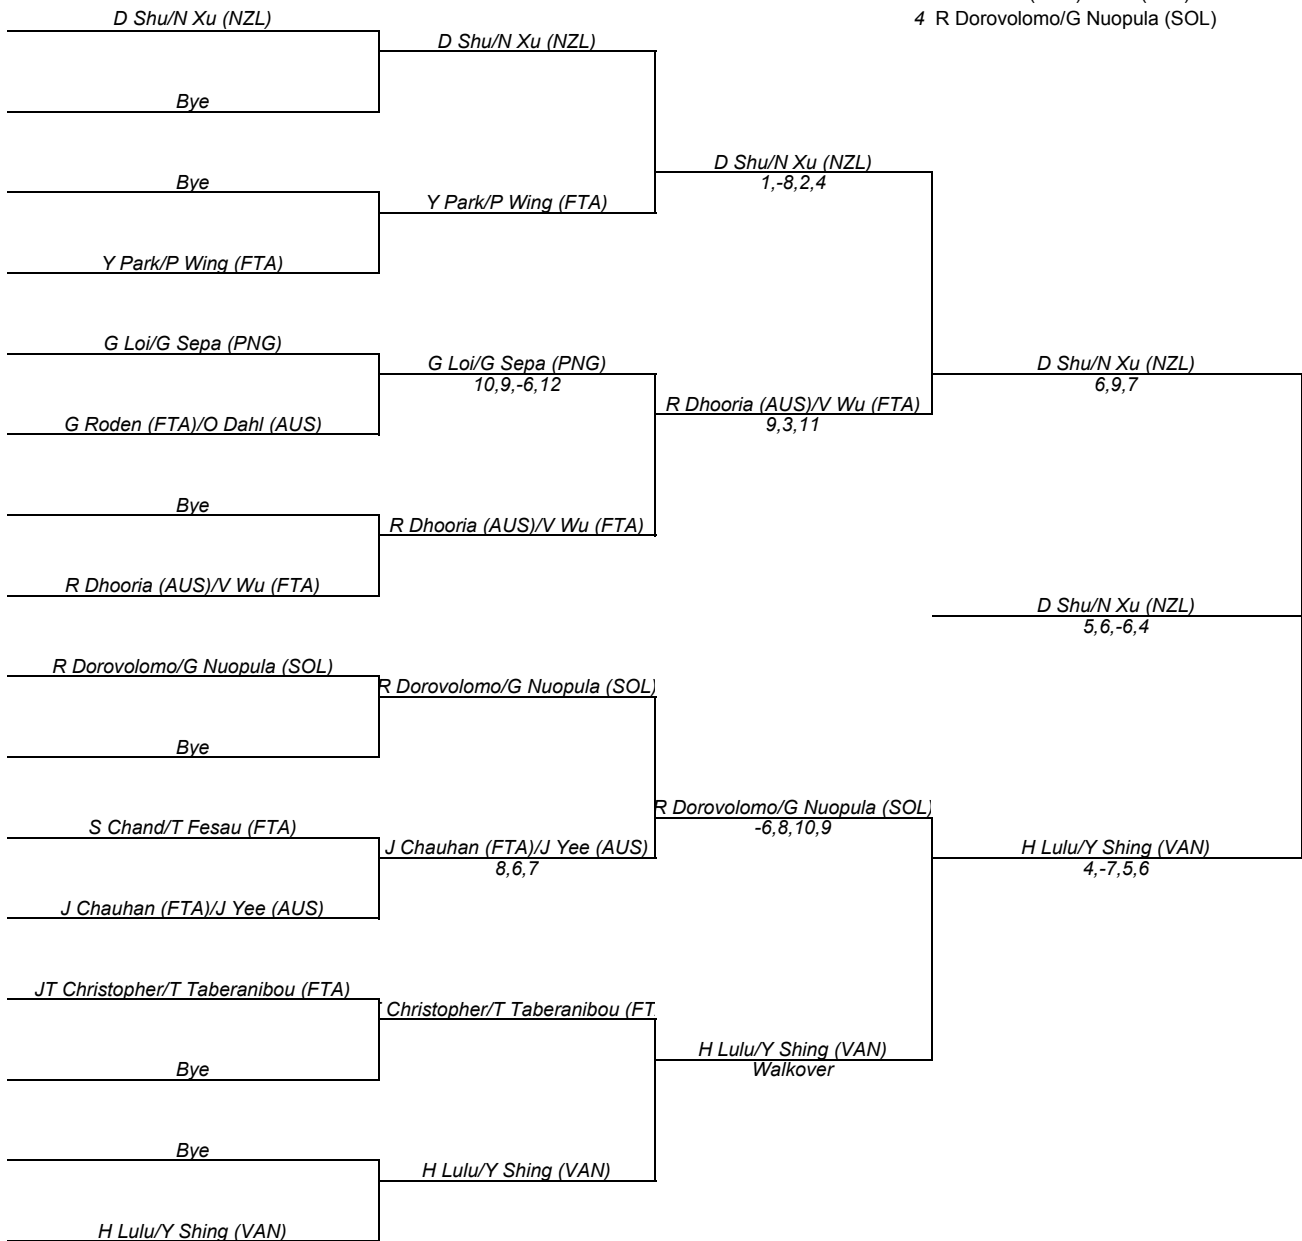 4 R Dorovolomo/G Nuopula (SOL)
D Shu/N Xu (NZL)
D Shu/N Xu (NZL)
Bye
D Shu/N Xu (NZL)
1,-8,2,4
Bye
Y Park/P Wing (FTA)
Y Park/P Wing (FTA)
G Loi/G Sepa (PNG)
G Loi/G Sepa (PNG)
10,9,-6,12
D Shu/N Xu (NZL)
6,9,7
R Dhooria (AUS)/V Wu (FTA)
9,3,11
G Roden (FTA)/O Dahl (AUS)
Bye
R Dhooria (AUS)/V Wu (FTA)
R Dhooria (AUS)/V Wu (FTA)
D Shu/N Xu (NZL)
5,6,-6,4
R Dorovolomo/G Nuopula (SOL)
R Dorovolomo/G Nuopula (SOL)
Bye
R Dorovolomo/G Nuopula (SOL)
-6,8,10,9
S Chand/T Fesau (FTA)
J Chauhan (FTA)/J Yee (AUS)
8,6,7
H Lulu/Y Shing (VAN)
4,-7,5,6
J Chauhan (FTA)/J Yee (AUS)
JT Christopher/T Taberanibou (FTA)
Christopher/T Taberanibou (FT
H Lulu/Y Shing (VAN)
Walkover
Bye
Bye
H Lulu/Y Shing (VAN)
H Lulu/Y Shing (VAN)